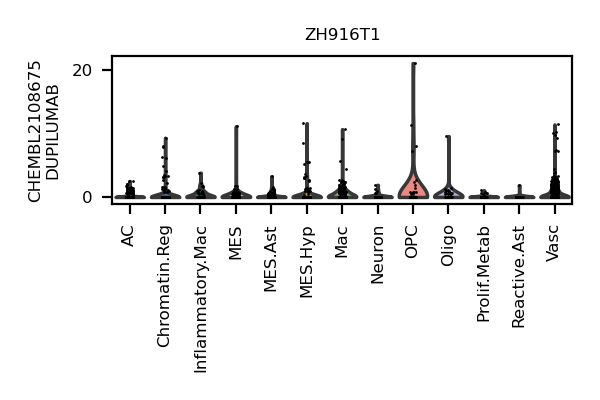 ZH916T1
CHEMBL2108675
DUPILUMAB
20
0
AC
Chromatin.Reg
Inflammatory.Mac
MES
MES.Ast
MES.Hyp
Mac
Neuron
OPC
Oligo
Prolif.Metab
Reactive.Ast
Vasc